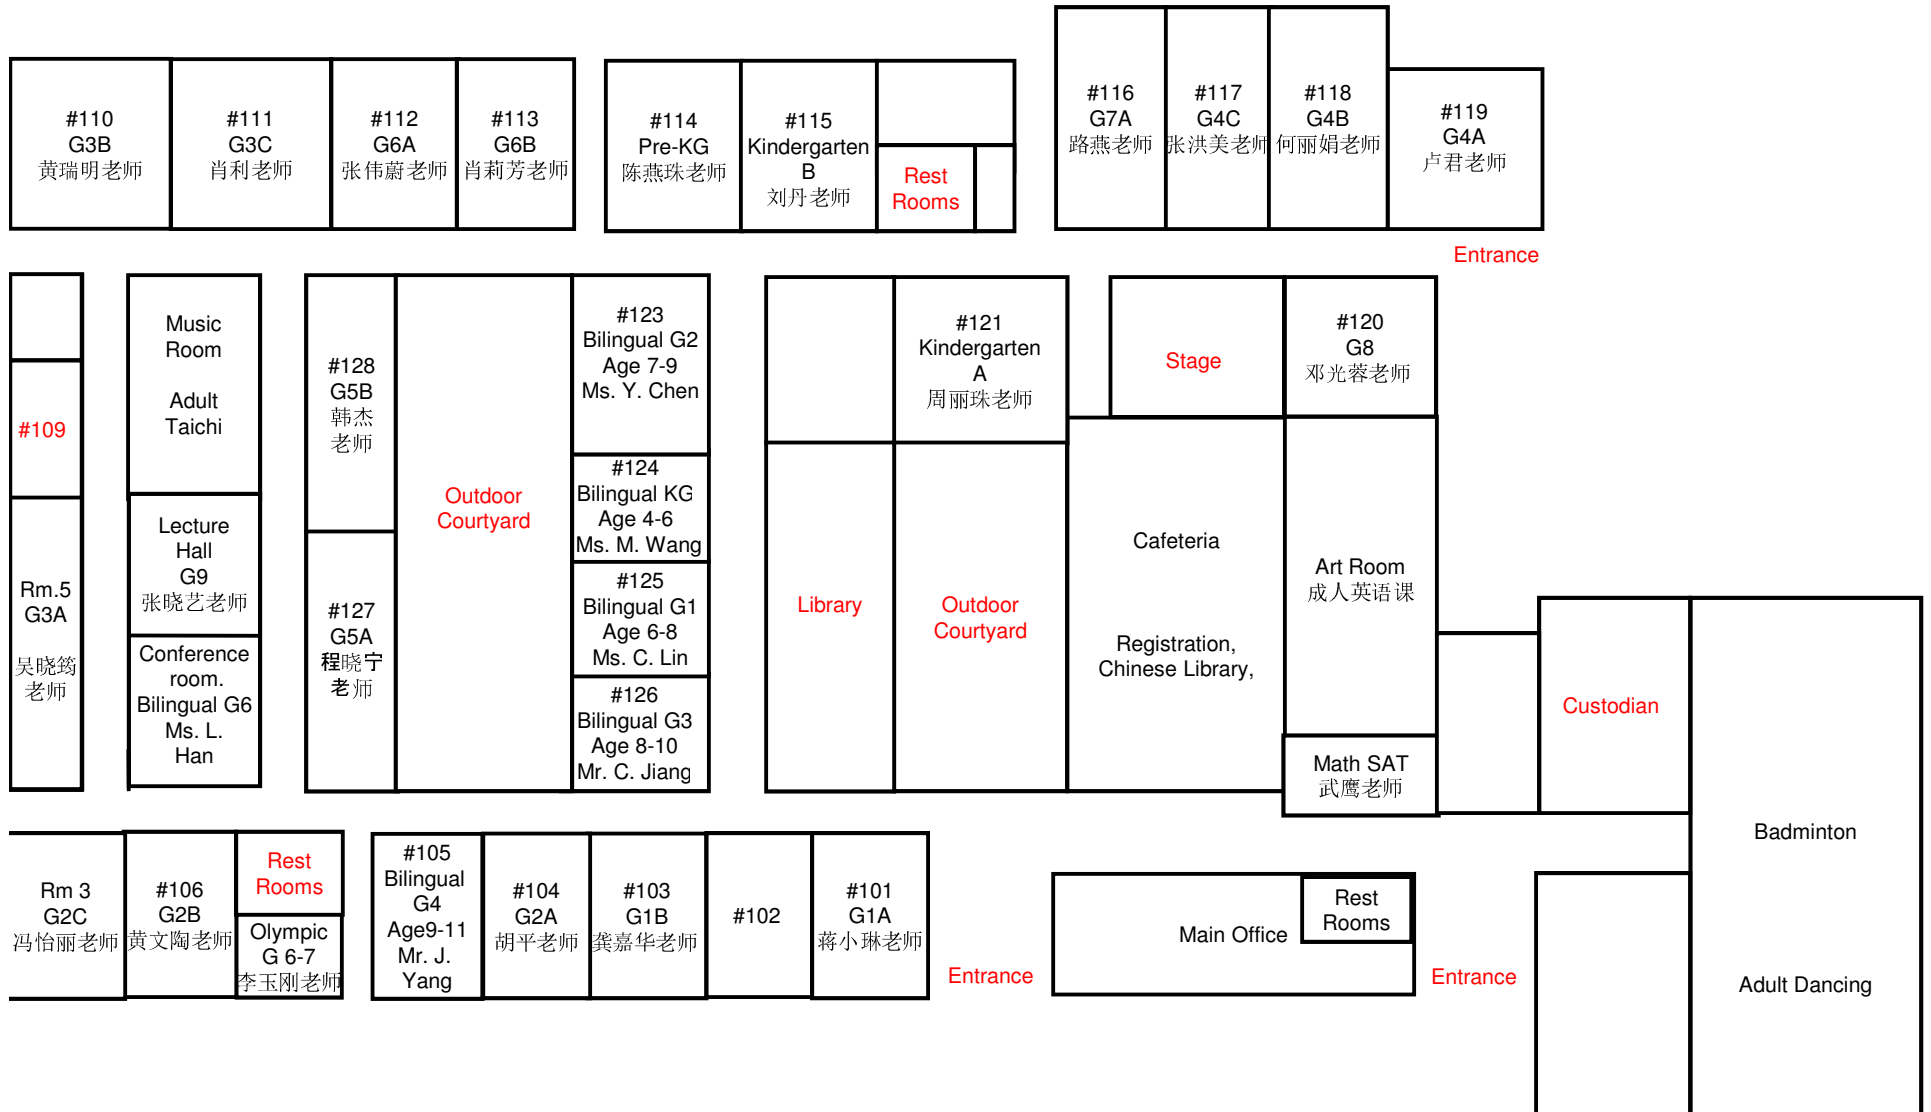 #110
G3B
黄瑞明老师
#111
G3C
肖利老师
#112
G6A
张伟蔚老师
#113
G6B
肖莉芳老师
#114
Pre-KG
陈燕珠老师
#115
Kindergarten
B
刘丹老师
Rest
Rooms
#116
G7A
路燕老师
#117
G4C
张洪美老师
#118
G4B
何丽娟老师
#119
G4A
卢君老师
Entrance
#109
Rm.5
G3A
吴晓筠
老师
Music
Room
Adult
Taichi
Lecture
Hall
G9
张晓艺老师
Conference
room.
Bilingual G6
Ms. L.
Han
#128
G5B
韩杰
老师
#127
G5A
程晓宁
老师
Outdoor
Courtyard
#123
Bilingual G2
Age 7-9
Ms. Y. Chen
#124
Bilingual KG
Age 4-6
Ms. M. Wang
#125
Bilingual G1
Age 6-8
Ms. C. Lin
#126
Bilingual G3
Age 8-10
Mr. C. Jiang
Library
#121
Kindergarten
A
周丽珠老师
Outdoor
Courtyard
Stage
#120
G8
邓光蓉老师
Cafeteria
Registration,
Chinese Library,
Art Room
成人英语课
Math SAT
武鹰老师
Custodian
Badminton
Adult Dancing
Rm 3
G2C
冯怡丽老师
#106
G2B
黄文陶老师
Rest
Rooms
Olympic
G 6-7
李玉刚老师
#105
Bilingual
G4
Age9-11
Mr. J.
Yang
#104
G2A
胡平老师
#103
G1B
龚嘉华老师
#102
#101
G1A
蒋小琳老师
Entrance
Main Office
Rest
Rooms
Entrance